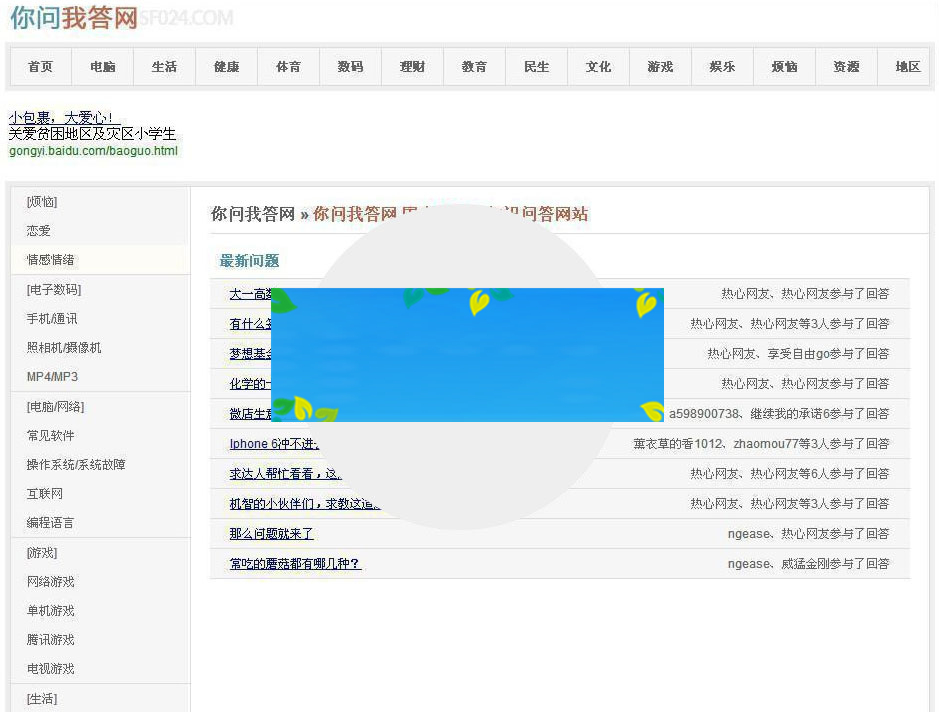 你问我答网SF024.COM
首页 电脑 生活 健康 体育 数码 理财 教育 民生 文化 游戏 娱乐 烦恼 资源 地区
小包裹，大爱心！
关爱贫困地区及灾区小学生
gongyi.baidu.com/baoguo.html
[烦恼]
恋爱
情感情绪
[电子数码]
手机/通讯
照相机/摄像机
MP4/MP3
[电脑/网络]
常见软件
操作系统/系统故障
互联网
编程语言
[游戏]
网络游戏
单机游戏
腾讯游戏
电视游戏
[生活]
你问我答网 » 你问我答网 问答网站
最新问题
大一高 热心网友、热心网友参与了回答
有什么 热心网友、热心网友等3人参与了回答
梦想基 热心网友、享受自由go参与了回答
化学的 热心网友、热心网友参与了回答
微店生 a598900738、继续我的承诺6参与了回答
Iphone 6冲不进 薰衣草的香1012、zhaomou77等3人参与了回答
求达人帮忙看看，这 热心网友、热心网友等6人参与了回答
机智的小伙伴们，求教这道 热心网友、热心网友等3人参与了回答
那么问题就来了 ngease、热心网友参与了回答
常吃的蘑菇都有哪几种？ ngease、威猛金刚参与了回答